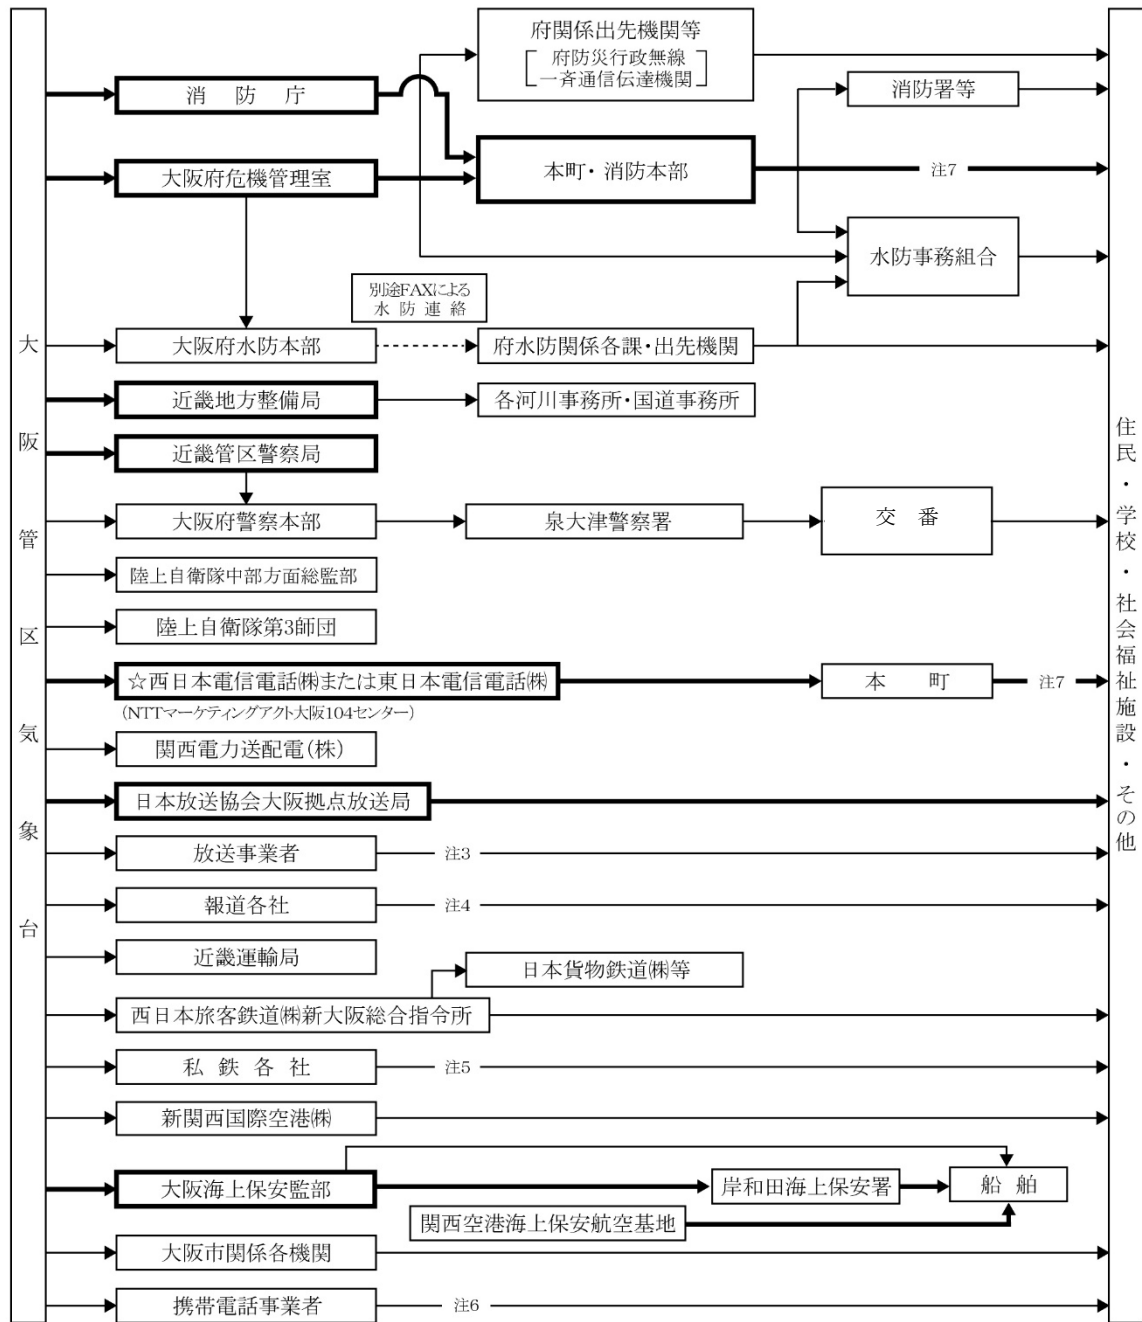 大阪管区気象台
府関係出先機関等
府防災行政無線
一斉通信伝達機関
消防庁
消防署等
大阪府危機管理室
本町・消防本部
注7
水防事務組合
別途FAXによる
水防連絡
大阪府水防本部
府水防関係各課・出先機関
近畿地方整備局
各河川事務所・国道事務所
近畿管区警察局
大阪府警察本部
泉大津警察署
交番
陸上自衛隊中部方面総監部
陸上自衛隊第3師団
☆西日本電信電話㈱または東日本電信電話㈱
(NTTマーケティングアクト大阪104センター)
本町
注7
関西電力送配電(株)
日本放送協会大阪拠点放送局
放送事業者
注3
報道各社
注4
近畿運輸局
日本貨物鉄道㈱等
西日本旅客鉄道㈱新大阪総合指令所
私鉄各社
注5
新関西国際空港㈱
大阪海上保安監部
岸和田海上保安署
船舶
関西空港海上保安航空基地
大阪市関係各機関
携帯電話事業者
注6
住民・学校・社会福祉施設・その他